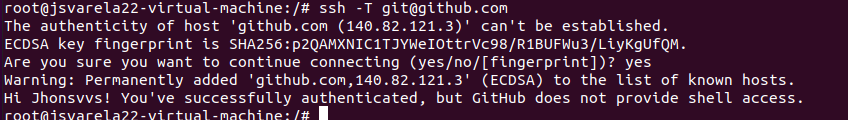 root@jsvarela22-virtual-machine:/# ssh -T git@github.com
The authenticity of host 'github.com (140.82.121.3)' can't be established.
ECDSA key fingerprint is SHA256:p2QAMXNIC1TJYWeIOttrVc98/R1BUFWu3/LiyKgUfQM.
Are you sure you want to continue connecting (yes/no/[fingerprint])? yes
Warning: Permanently added 'github.com,140.82.121.3' (ECDSA) to the list of known hosts.
Hi Jhonsvvs! You've successfully authenticated, but GitHub does not provide shell access.
root@jsvarela22-virtual-machine:/#